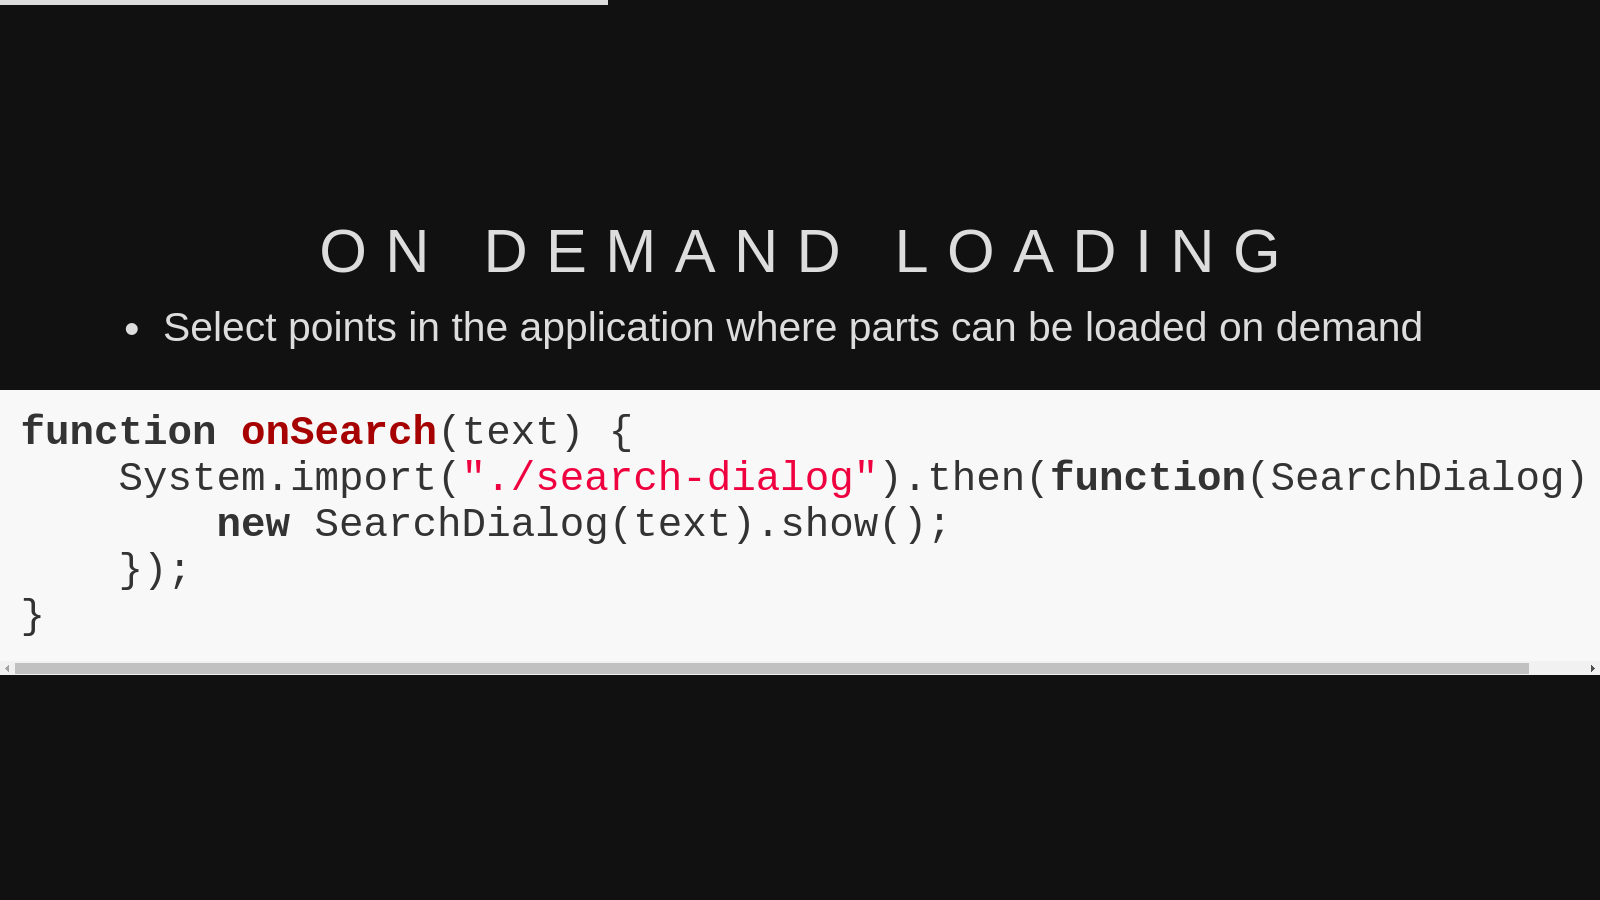 ON DEMAND LOADING
• Select points in the application where parts can be loaded on demand
function onSearch(text) {
    System.import("./search-dialog").then(function(SearchDialog)
        new SearchDialog(text).show();
    });
}